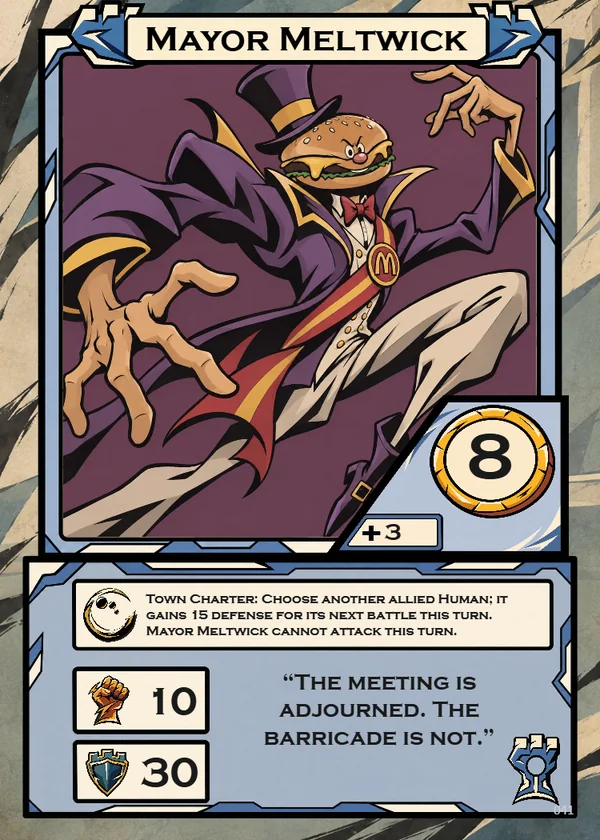 Mayor Meltwick
M
8
+3
Town Charter: Choose another allied Human; it
gains 15 defense for its next battle this turn.
Mayor Meltwick cannot attack this turn.
10
30
“The meeting is
adjourned. The
barricade is not.”
041